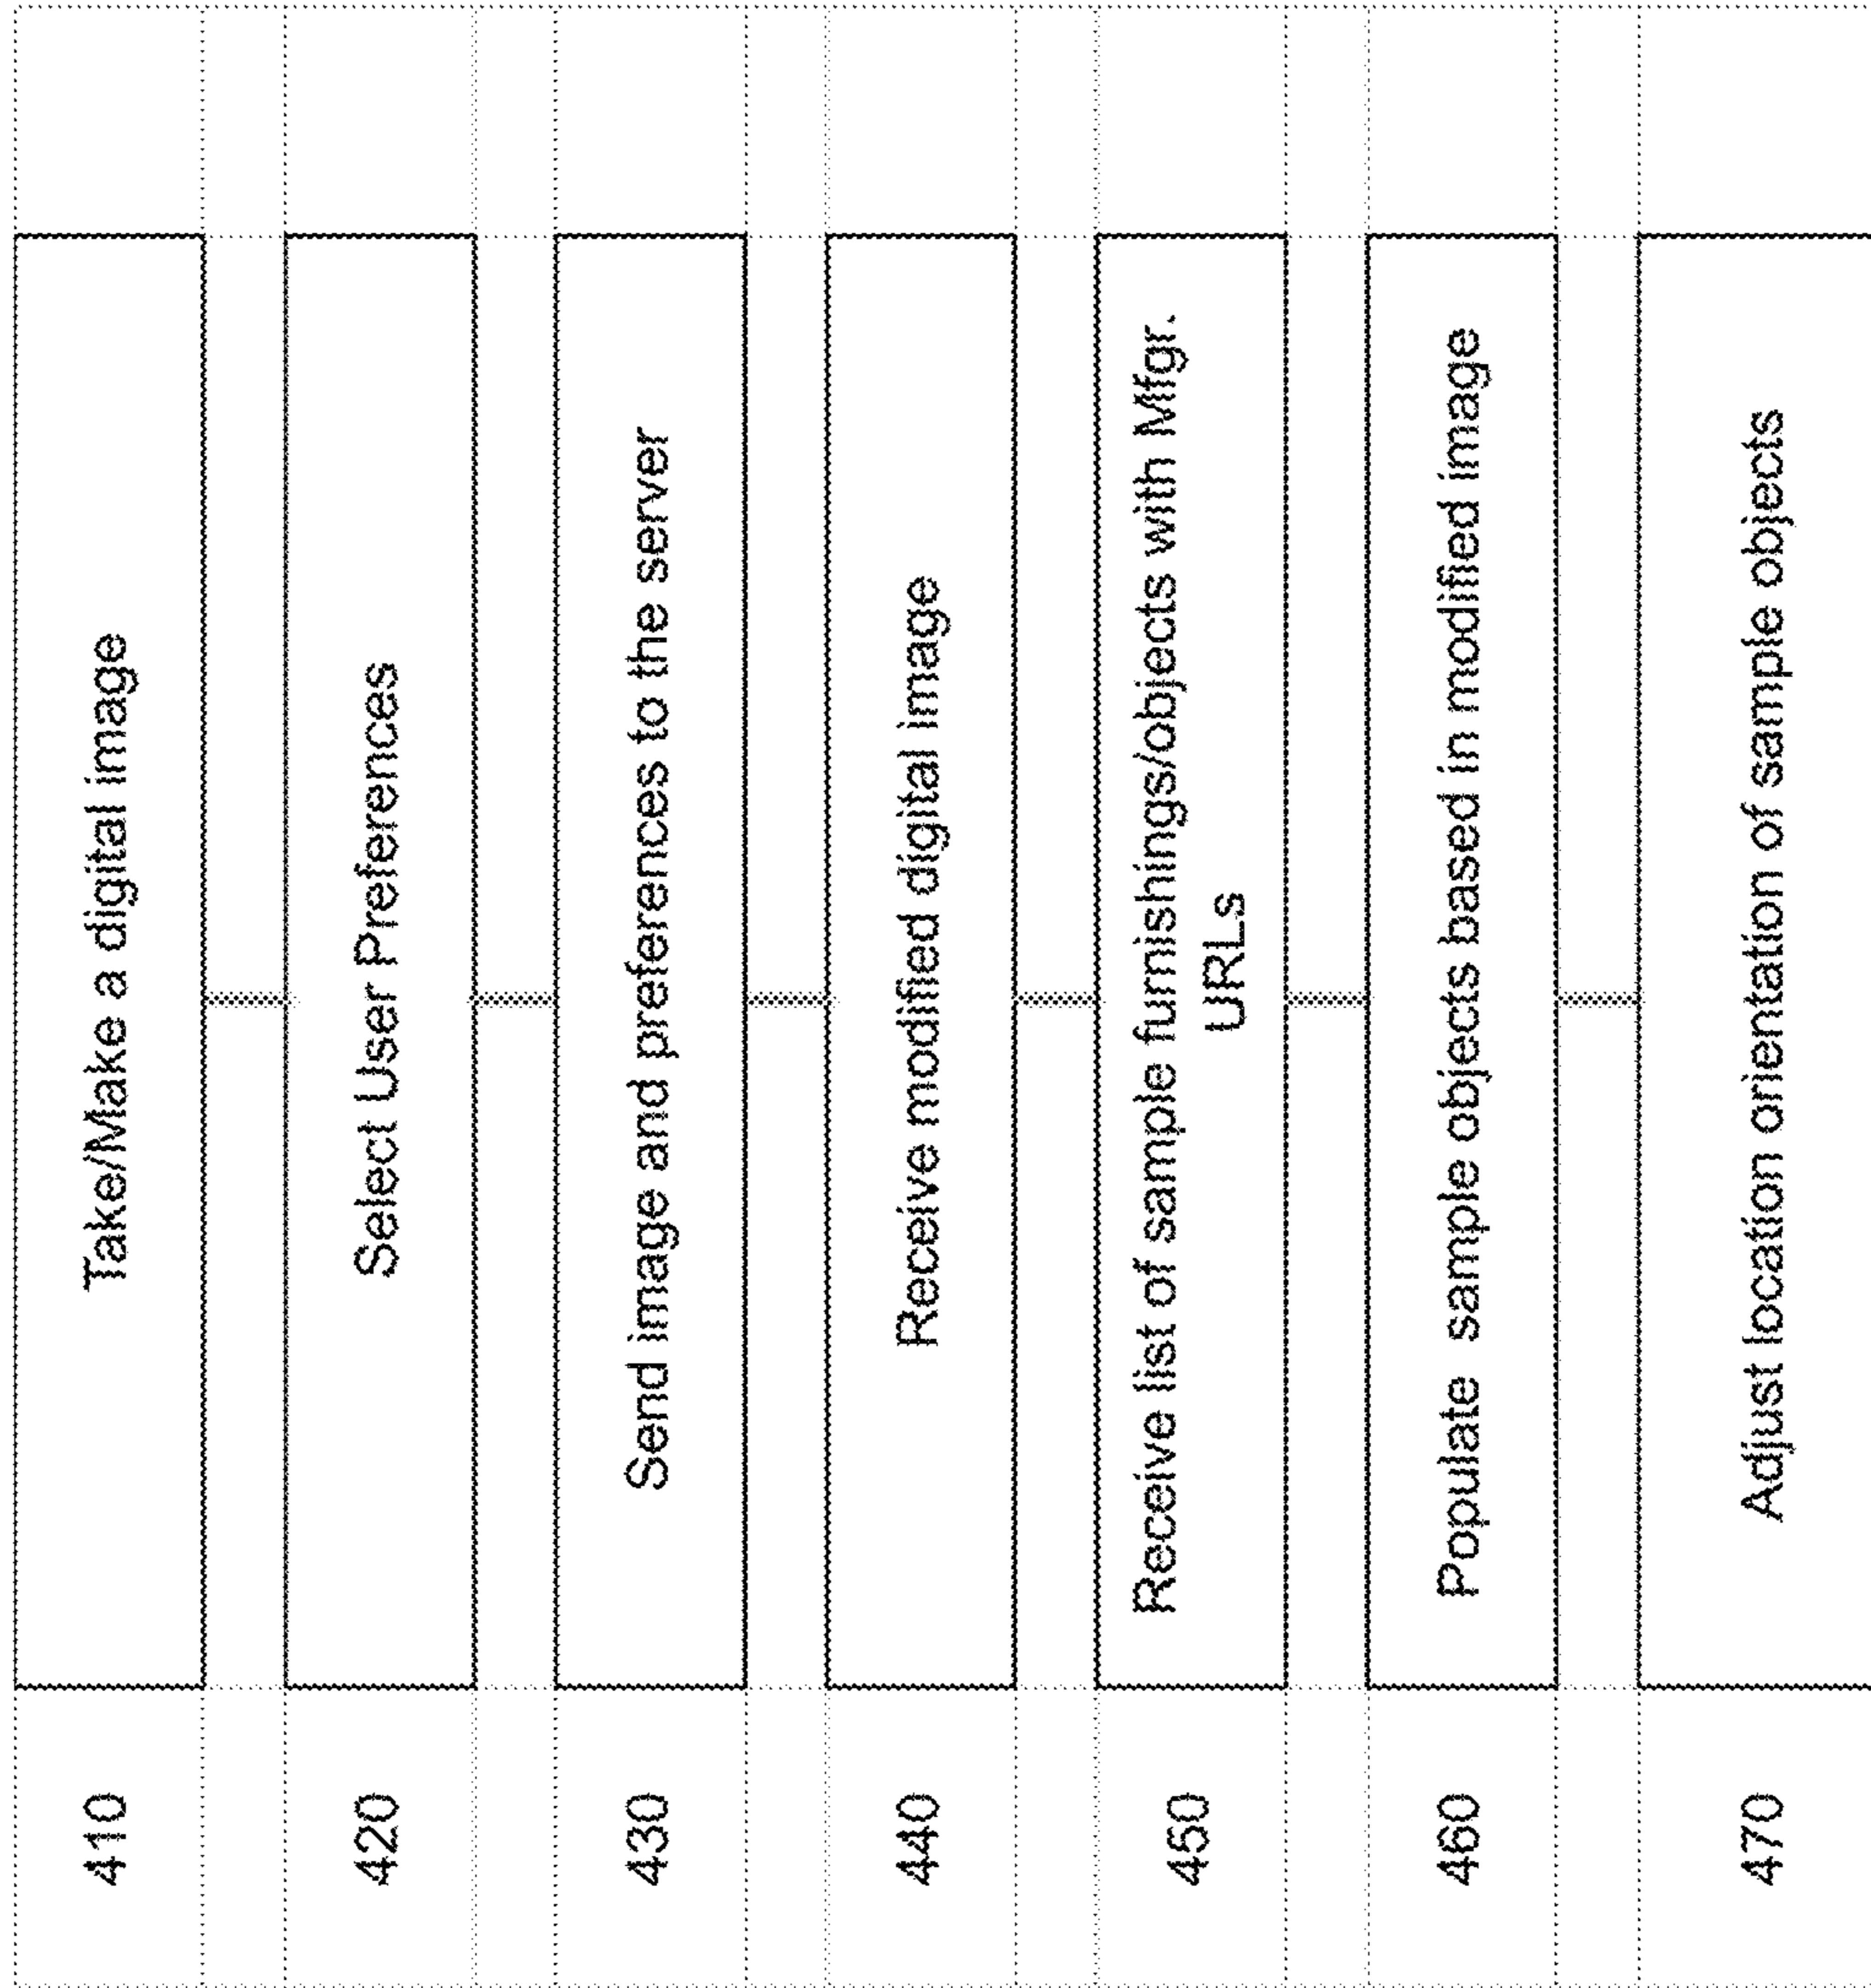 410
Take/Make a digital image
420
Select User Preferences
430
Send image and preferences to the server
440
Receive modified digital image
450
Receive list of sample furnishings/objects with Mfgr.
URLs
460
Populate  sample objects based in modified image
470
Adjust location orientation of sample objects